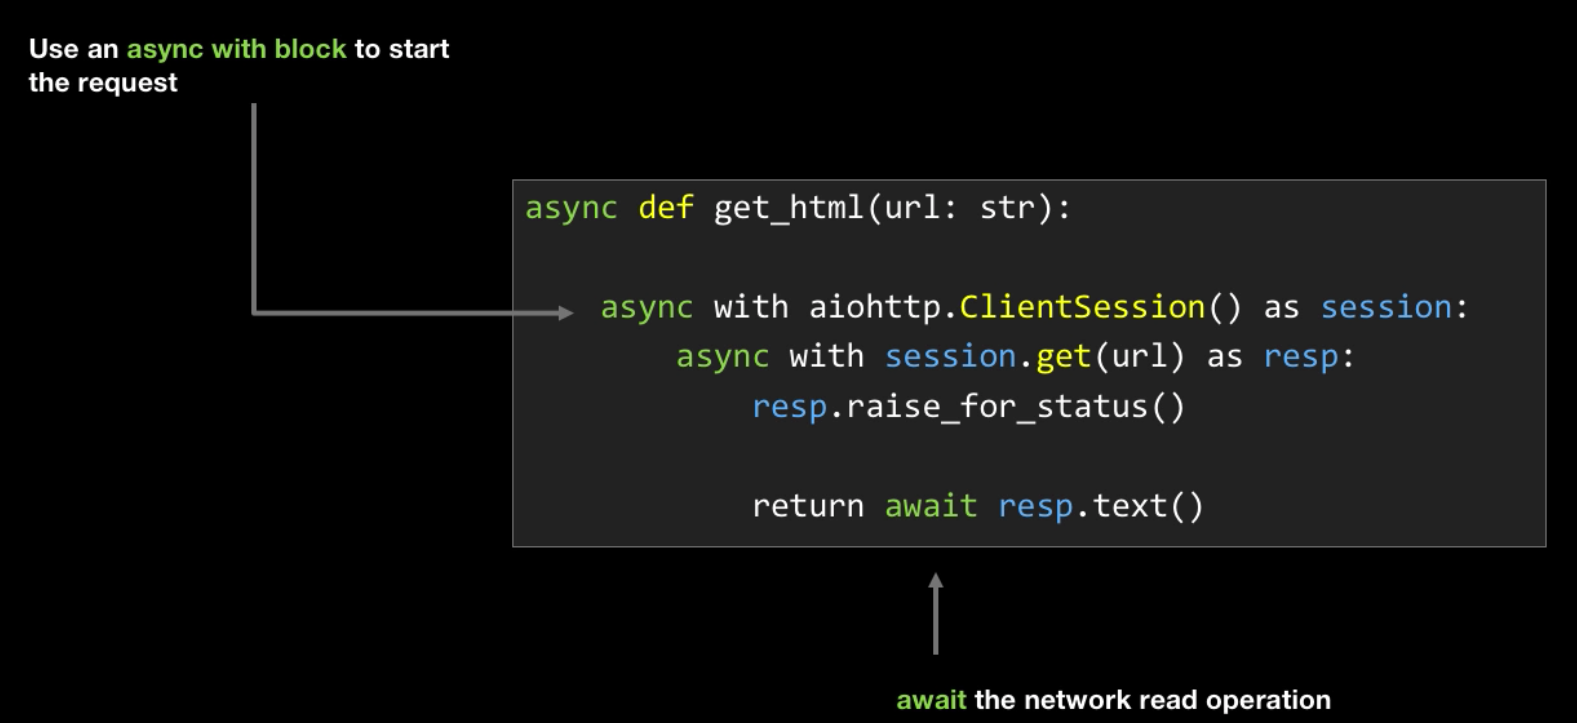 Use an async with block to start
the request
async def get_html(url: str):
async with aiohttp.ClientSession() as session:
async with session.get(url) as resp:
resp.raise_for_status()
return await resp.text()
await the network read operation